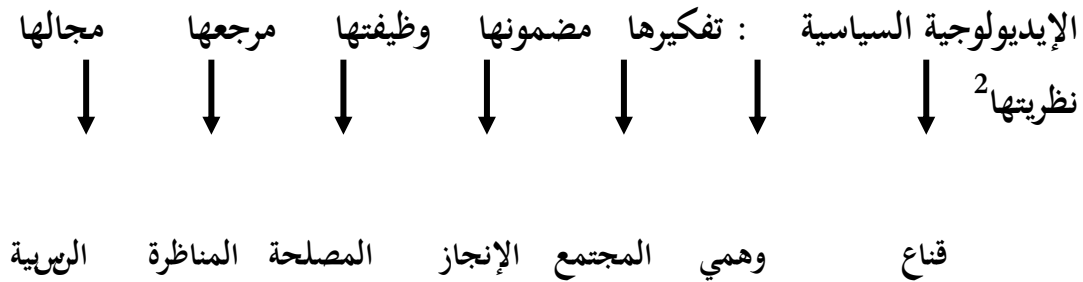 الإيديولوجية السياسية : تفكيرها مضمونها وظيفتها مرجعها مجالها
نظريتها2
قناع وهمي المجتمع الإنجاز المصلحة المناظرة